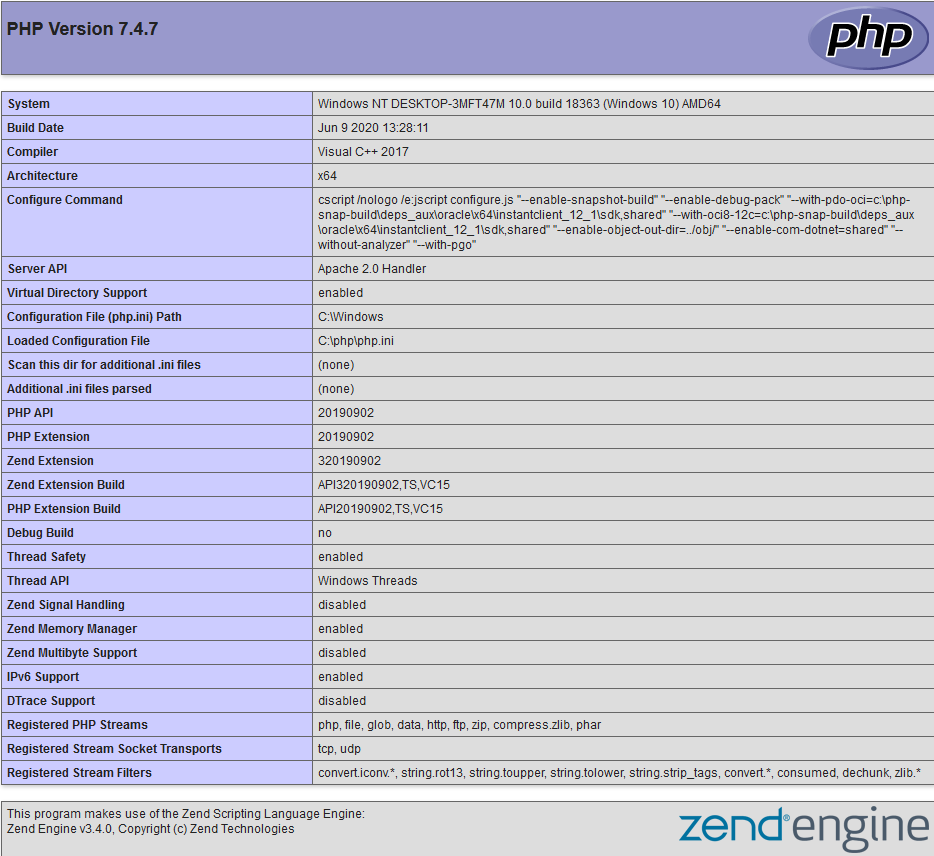 PHP Version 7.4.7
php
System Windows NT DESKTOP-3MFT47M 10.0 build 18363 (Windows 10) AMD64
Build Date Jun 9 2020 13:28:11
Compiler Visual C++ 2017
Architecture x64
Configure Command cscript /nologo /e:jscript configure.js "--enable-snapshot-build" "--enable-debug-pack" "--with-pdo-oci=c:\php-
snap-build\deps_aux\oracle\x64\instantclient_12_1\sdk,shared" "--with-oci8-12c=c:\php-snap-build\deps_aux
\oracle\x64\instantclient_12_1\sdk,shared" "--enable-object-out-dir=../obj/" "--enable-com-dotnet=shared" "--
without-analyzer" "--with-pgo"
Server API Apache 2.0 Handler
Virtual Directory Support enabled
Configuration File (php.ini) Path C:\Windows
Loaded Configuration File C:\php\php.ini
Scan this dir for additional .ini files (none)
Additional .ini files parsed (none)
PHP API 20190902
PHP Extension 20190902
Zend Extension 320190902
Zend Extension Build API320190902,TS,VC15
PHP Extension Build API20190902,TS,VC15
Debug Build no
Thread Safety enabled
Thread API Windows Threads
Zend Signal Handling disabled
Zend Memory Manager enabled
Zend Multibyte Support disabled
IPv6 Support enabled
DTrace Support disabled
Registered PHP Streams php, file, glob, data, http, ftp, zip, compress.zlib, phar
Registered Stream Socket Transports tcp, udp
Registered Stream Filters convert.iconv.*, string.rot13, string.toupper, string.tolower, string.strip_tags, convert.*, consumed, dechunk, zlib.*
This program makes use of the Zend Scripting Language Engine:
Zend Engine v3.4.0, Copyright (c) Zend Technologies
zend® engine